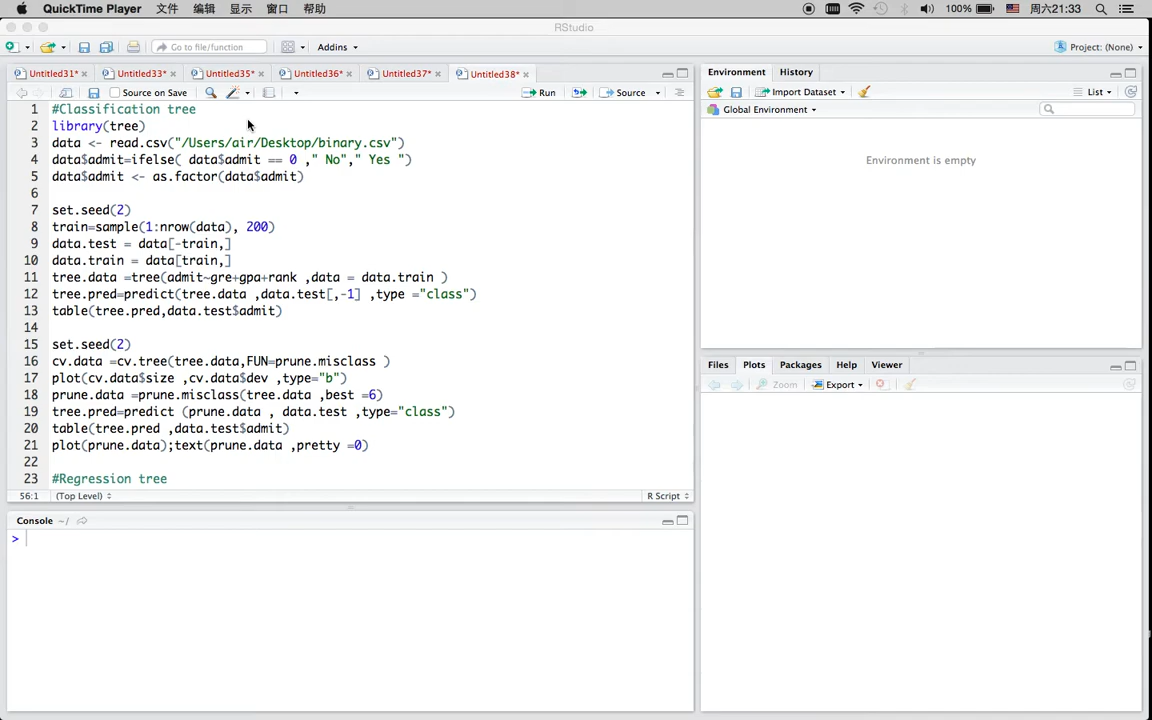 QuickTime Player 文件 编辑 显示 窗口 帮助 100% 周六21:33
RStudio
Go to file/function Addins Project: (None)
Untitled31* Untitled33* Untitled35* Untitled36* Untitled37* Untitled38*
Source on Save Run Source
1 #Classification tree
2 library(tree)
3 data <- read.csv("/Users/air/Desktop/binary.csv")
4 data$admit=ifelse( data$admit == 0 ," No"," Yes ")
5 data$admit <- as.factor(data$admit)
6
7 set.seed(2)
8 train=sample(1:nrow(data), 200)
9 data.test = data[-train,]
10 data.train = data[train,]
11 tree.data =tree(admit~gre+gpa+rank ,data = data.train )
12 tree.pred=predict(tree.data ,data.test[,-1] ,type ="class")
13 table(tree.pred,data.test$admit)
14
15 set.seed(2)
16 cv.data =cv.tree(tree.data,FUN=prune.misclass )
17 plot(cv.data$size ,cv.data$dev ,type="b")
18 prune.data =prune.misclass(tree.data ,best =6)
19 tree.pred=predict (prune.data , data.test ,type="class")
20 table(tree.pred ,data.test$admit)
21 plot(prune.data);text(prune.data ,pretty =0)
22
23 #Regression tree
56:1 (Top Level) R Script
Console ~/
>
Environment History
Import Dataset List
Global Environment
Environment is empty
Files Plots Packages Help Viewer
Zoom Export